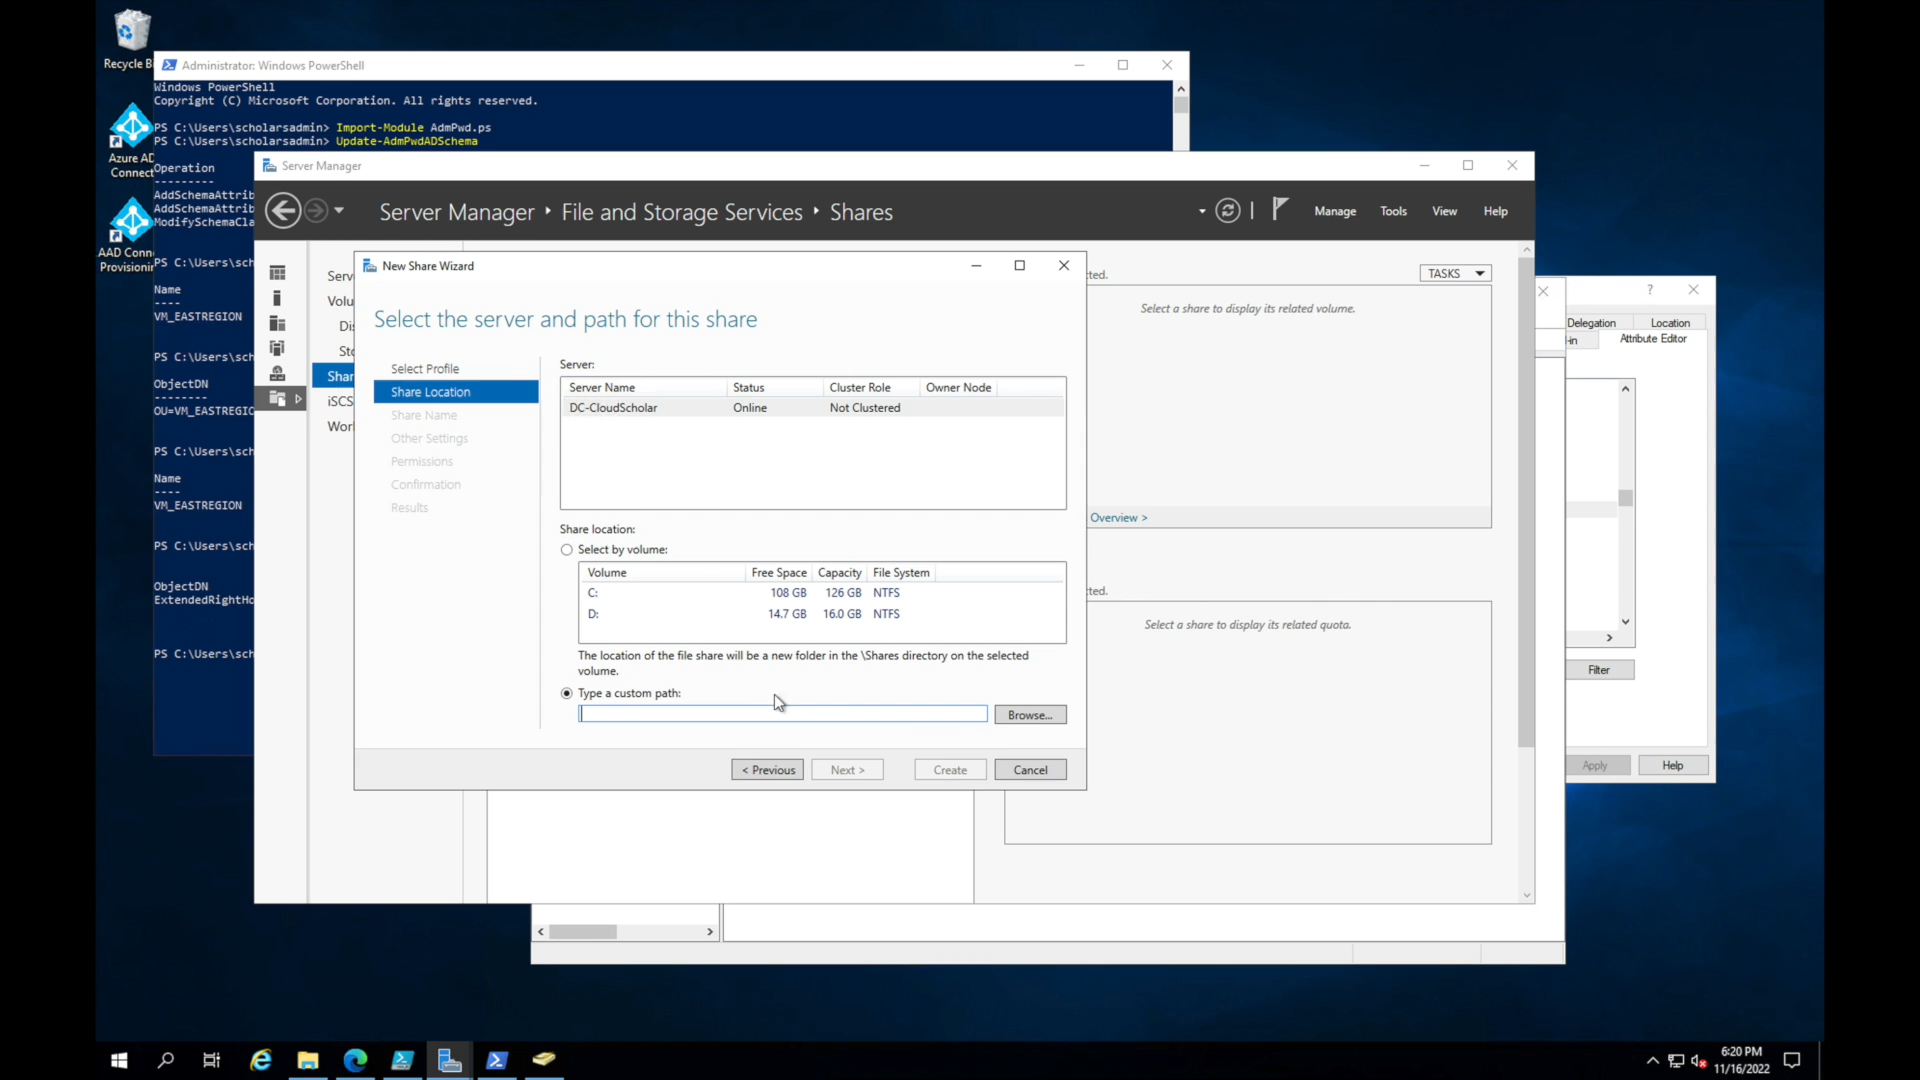 Recycle B
Azure AD
Connect
AAD Conn
Provisionin
Administrator: Windows PowerShell
Windows PowerShell
Copyright (C) Microsoft Corporation. All rights reserved.
PS C:\Users\scholarsadmin> Import-Module AdmPwd.ps
PS C:\Users\scholarsadmin> Update-AdmPwdADSchema
Operation
---------
AddSchemaAttrib
AddSchemaAttrib
ModifySchemaCla
PS C:\Users\sch
Name
----
VM_EASTREGION
PS C:\Users\sch
ObjectDN
--------
OU=VM_EASTREGIO
PS C:\Users\sch
Name
----
VM_EASTREGION
PS C:\Users\sch
ObjectDN
ExtendedRightHo
PS C:\Users\sch
Server Manager
Server Manager ‣ File and Storage Services ‣ Shares
Manage
Tools
View
Help
Serv
Volu
Di
Sto
Shar
iSCS
Worl
New Share Wizard
Select the server and path for this share
Select Profile
Share Location
Share Name
Other Settings
Permissions
Confirmation
Results
Server:
Server Name Status Cluster Role Owner Node
DC-CloudScholar Online Not Clustered
Share location:
Select by volume:
Volume Free Space Capacity File System
C: 108 GB 126 GB NTFS
D: 14.7 GB 16.0 GB NTFS
The location of the file share will be a new folder in the \Shares directory on the selected
volume.
Type a custom path:
Browse...
< Previous
Next >
Create
Cancel
cted.
TASKS
Select a share to display its related volume.
Overview >
cted.
Select a share to display its related quota.
?
Delegation
Location
-in
Attribute Editor
Filter
Apply
Help
6:20 PM
11/16/2022